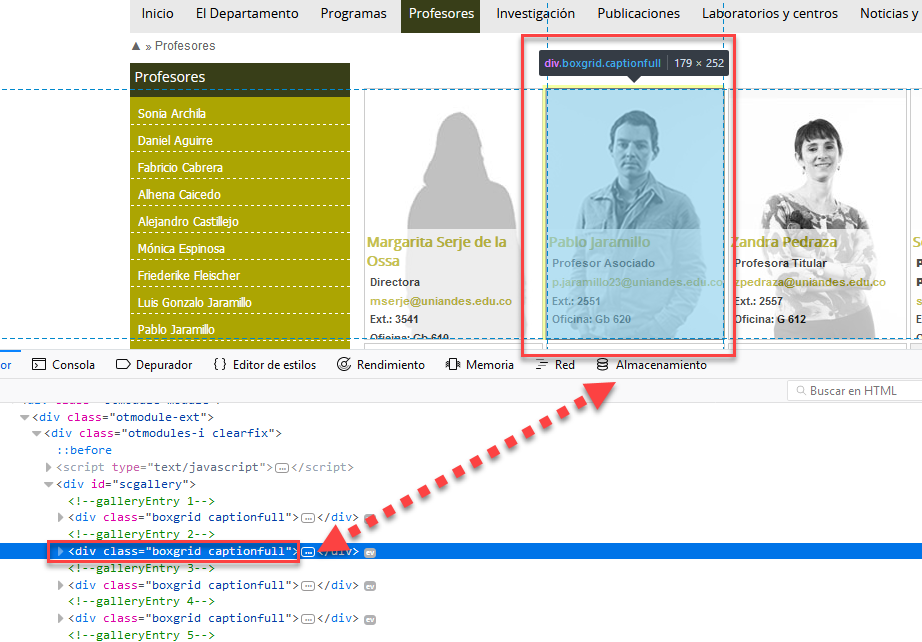 Inicio El Departamento Programas Profesores Investigación Publicaciones Laboratorios y centros Noticias y
▲ » Profesores
Profesores
Sonia Archila
Daniel Aguirre
Fabricio Cabrera
Alhena Caicedo
Alejandro Castillejo
Mónica Espinosa
Friederike Fleischer
Luis Gonzalo Jaramillo
Pablo Jaramillo
div.boxgrid.captionfull 179 × 252
Margarita Serje de la
Ossa
Directora
mserje@uniandes.edu.co
Ext.: 3541
Oficina: Gb 610
Pablo Jaramillo
Profesor Asociado
p.jaramillo23@uniandes.edu.co
Ext.: 2551
Oficina: Gb 620
Zandra Pedraza
Profesora Titular
zpedraza@uniandes.edu.co
Ext.: 2557
Oficina: G 612
or Consola Depurador {} Editor de estilos Rendimiento Memoria Red Almacenamiento
Buscar en HTML
<div class="otmodule-ext">
<div class="otmodules-i clearfix">
::before
<script type="text/javascript">…</script>
<div id="scgallery">
<!--galleryEntry 1-->
<div class="boxgrid captionfull">…</div> ev
<!--galleryEntry 2-->
<div class="boxgrid captionfull">…</div> ev
<!--galleryEntry 3-->
<div class="boxgrid captionfull">…</div> ev
<!--galleryEntry 4-->
<div class="boxgrid captionfull">…</div> ev
<!--galleryEntry 5-->